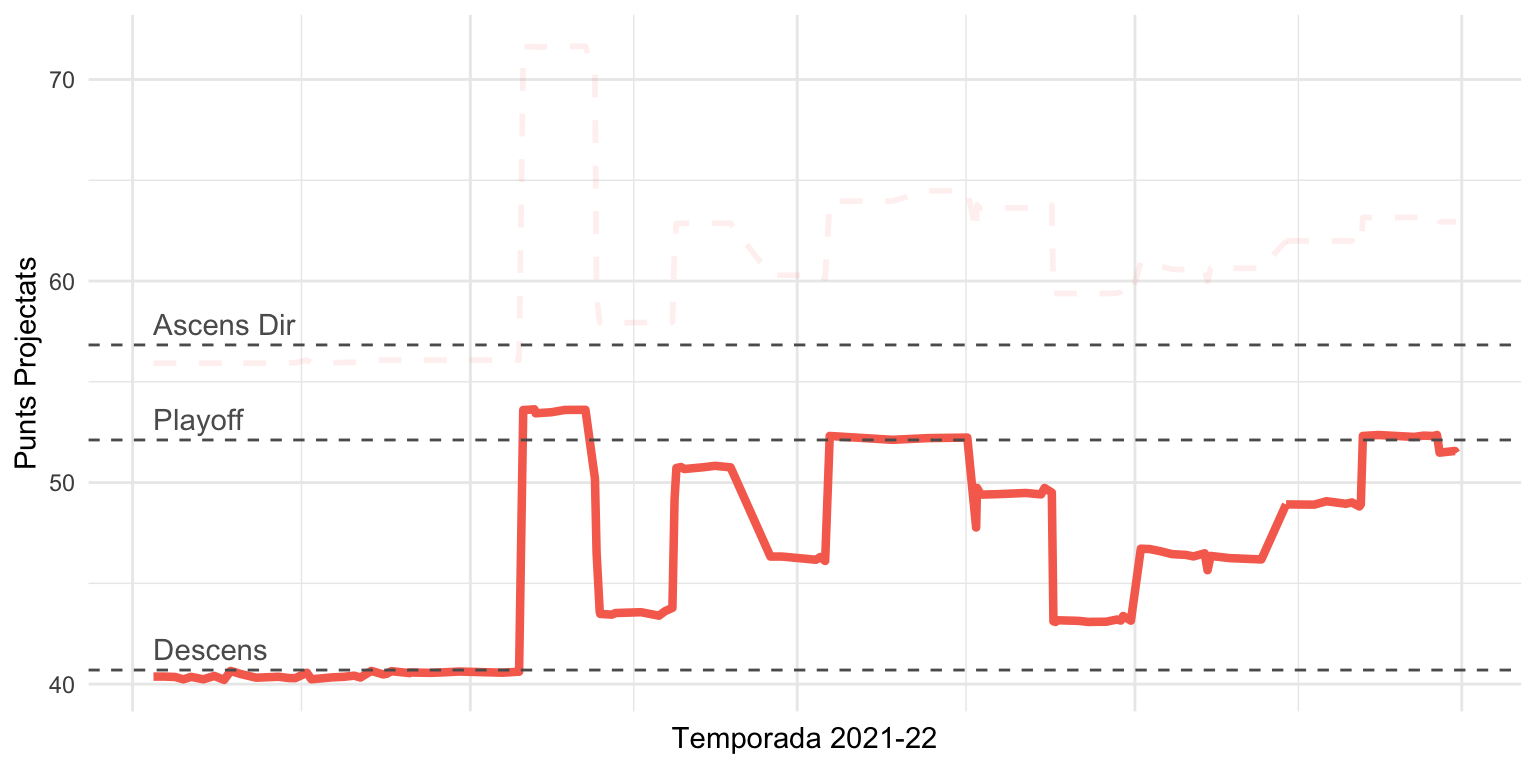 70
60
50
40
Punts Projectats
Ascens Dir
Playoff
Descens
Temporada 2021-22